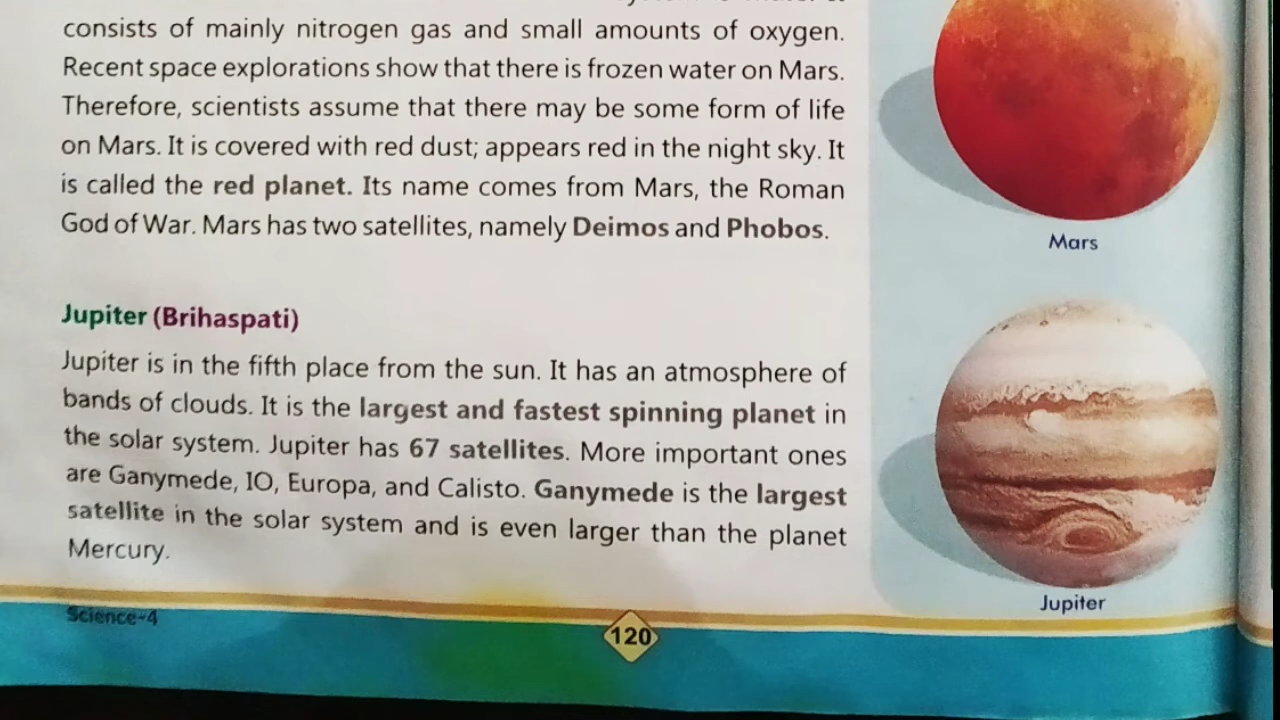 consists of mainly nitrogen gas and small amounts of oxygen.
Recent space explorations show that there is frozen water on Mars.
Therefore, scientists assume that there may be some form of life
on Mars. It is covered with red dust; appears red in the night sky. It
is called the red planet. Its name comes from Mars, the Roman
God of War. Mars has two satellites, namely Deimos and Phobos.
Mars
Jupiter (Brihaspati)
Jupiter is in the fifth place from the sun. It has an atmosphere of
bands of clouds. It is the largest and fastest spinning planet in
the solar system. Jupiter has 67 satellites. More important ones
are Ganymede, IO, Europa, and Calisto. Ganymede is the largest
satellite in the solar system and is even larger than the planet
Mercury.
Jupiter
Science-4
120